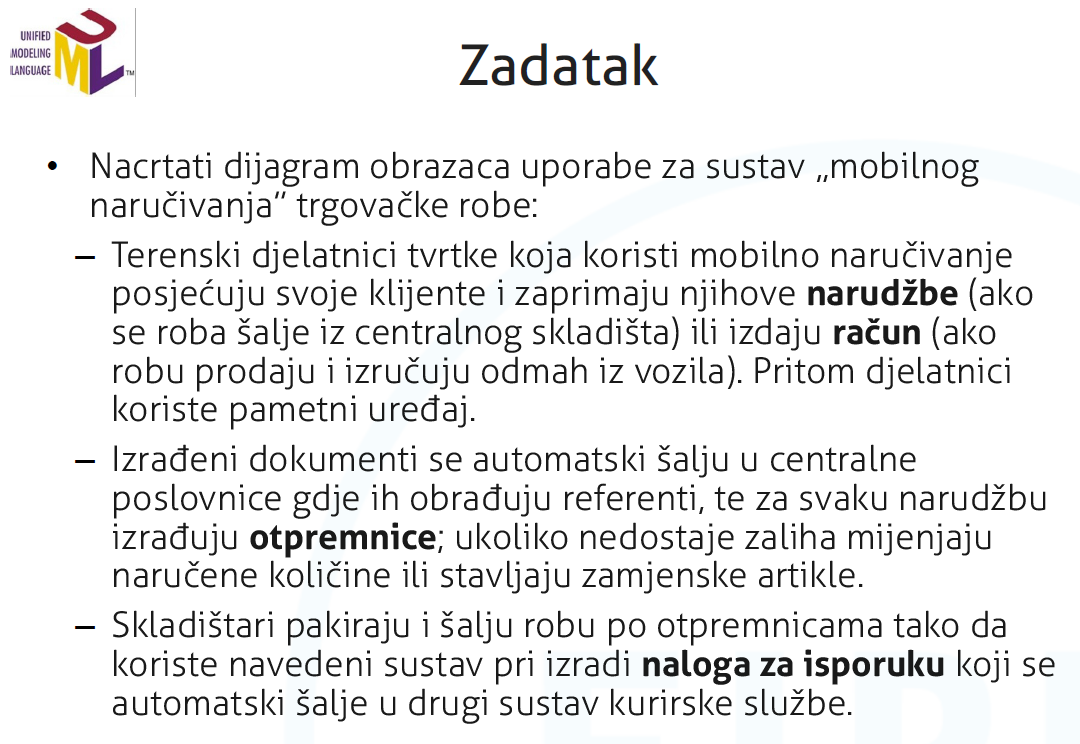 UNIFIED
MODELING
LANGUAGE
UML
TM
Zadatak
• Nacrtati dijagram obrazaca uporabe za sustav „mobilnog
naručivanja” trgovačke robe:
– Terenski djelatnici tvrtke koja koristi mobilno naručivanje
posjećuju svoje klijente i zaprimaju njihove narudžbe (ako
se roba šalje iz centralnog skladišta) ili izdaju račun (ako
robu prodaju i izručuju odmah iz vozila). Pritom djelatnici
koriste pametni uređaj.
– Izrađeni dokumenti se automatski šalju u centralne
poslovnice gdje ih obrađuju referenti, te za svaku narudžbu
izrađuju otpremnice; ukoliko nedostaje zaliha mijenjaju
naručene količine ili stavljaju zamjenske artikle.
– Skladištari pakiraju i šalju robu po otpremnicama tako da
koriste navedeni sustav pri izradi naloga za isporuku koji se
automatski šalje u drugi sustav kurirske službe.